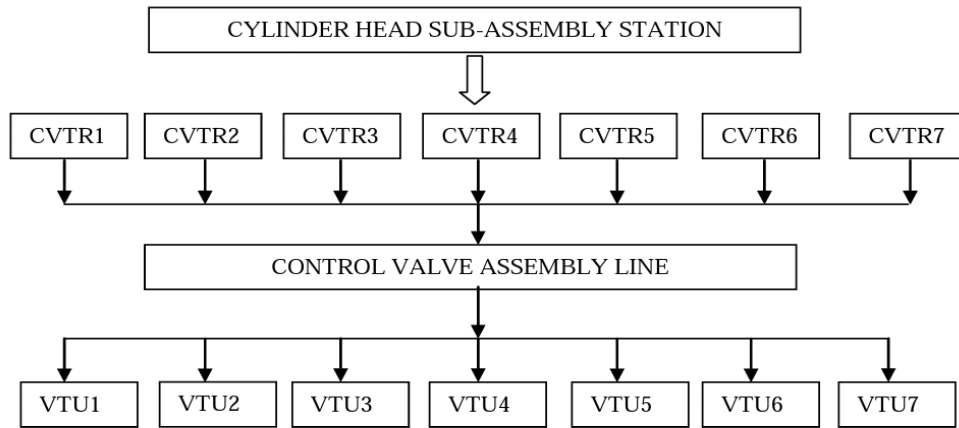 CYLINDER HEAD SUB-ASSEMBLY STATION
CVTR1 CVTR2 CVTR3 CVTR4 CVTR5 CVTR6 CVTR7
CONTROL VALVE ASSEMBLY LINE
VTU1 VTU2 VTU3 VTU4 VTU5 VTU6 VTU7